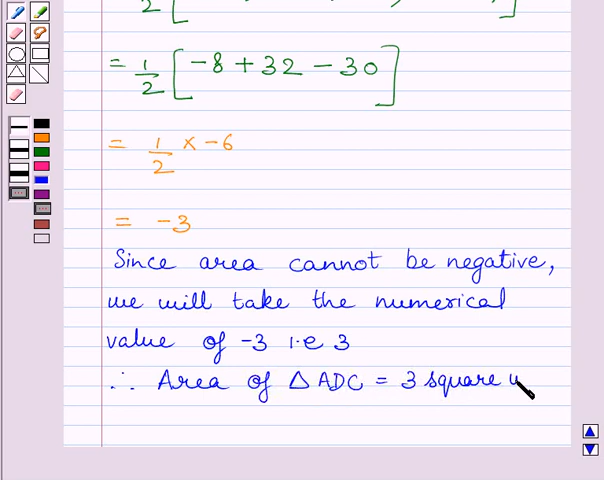 = 1/2 [-8 + 32 - 30]
= 1/2 x -6
= -3
Since area cannot be negative,
we will take the numerical
value of -3 i.e 3
∴ Area of △ ADC = 3 square u